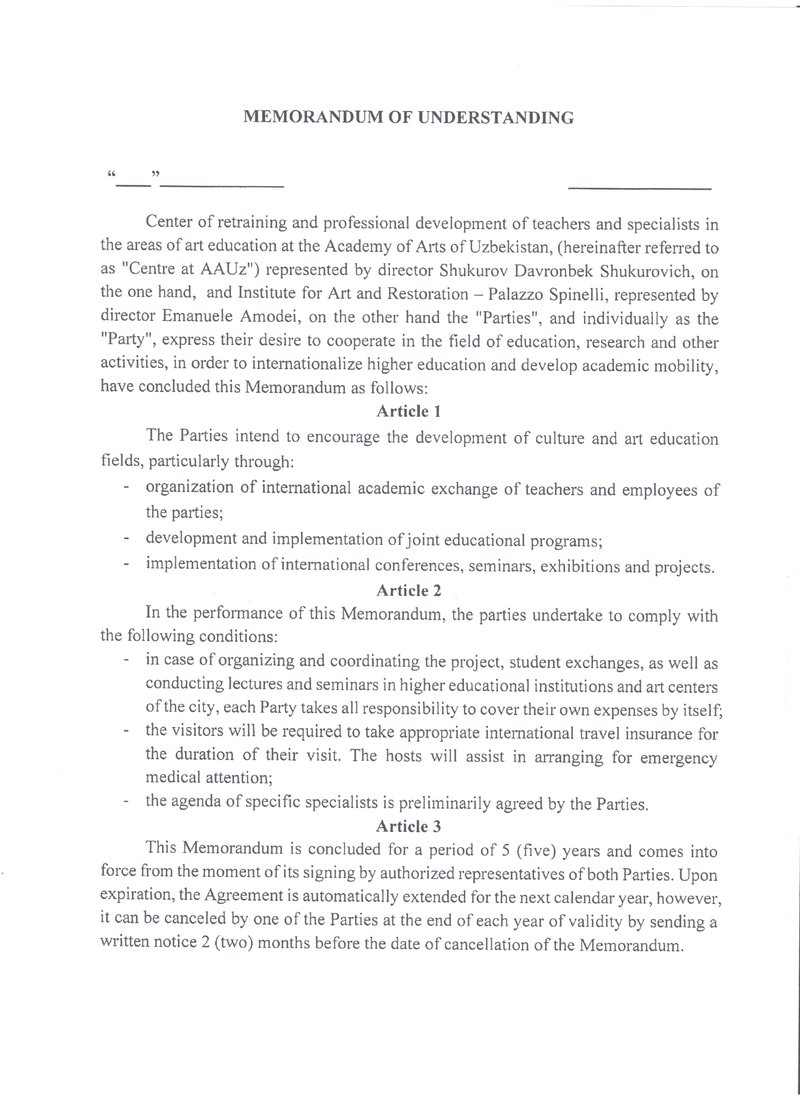 MEMORANDUM OF UNDERSTANDING
“___”______________ ________________
Center of retraining and professional development of teachers and specialists in
the areas of art education at the Academy of Arts of Uzbekistan, (hereinafter referred to
as "Centre at AAUz") represented by director Shukurov Davronbek Shukurovich, on
the one hand, and Institute for Art and Restoration – Palazzo Spinelli, represented by
director Emanuele Amodei, on the other hand the "Parties", and individually as the
"Party", express their desire to cooperate in the field of education, research and other
activities, in order to internationalize higher education and develop academic mobility,
have concluded this Memorandum as follows:
Article 1
The Parties intend to encourage the development of culture and art education
fields, particularly through:
- organization of international academic exchange of teachers and employees of
the parties;
- development and implementation of joint educational programs;
- implementation of international conferences, seminars, exhibitions and projects.
Article 2
In the performance of this Memorandum, the parties undertake to comply with
the following conditions:
- in case of organizing and coordinating the project, student exchanges, as well as
conducting lectures and seminars in higher educational institutions and art centers
of the city, each Party takes all responsibility to cover their own expenses by itself;
- the visitors will be required to take appropriate international travel insurance for
the duration of their visit. The hosts will assist in arranging for emergency
medical attention;
- the agenda of specific specialists is preliminarily agreed by the Parties.
Article 3
This Memorandum is concluded for a period of 5 (five) years and comes into
force from the moment of its signing by authorized representatives of both Parties. Upon
expiration, the Agreement is automatically extended for the next calendar year, however,
it can be canceled by one of the Parties at the end of each year of validity by sending a
written notice 2 (two) months before the date of cancellation of the Memorandum.